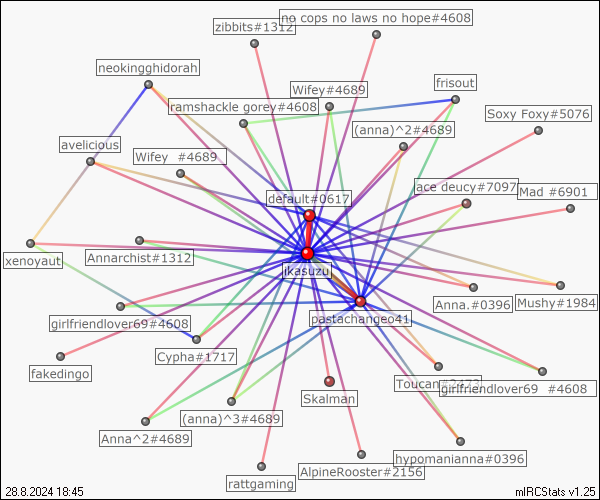 no cops no laws no hope#4608
zibbits#1312
neokingghidorah
frisout
Wifey#4689
ramshackle gorey#4608
Soxy Foxy#5076
(anna)^2#4689
avelicious
Wifey  #4689
ace deucy#7097
Mad  #6901
default#0617
xenoyaut
Annarchist#1312
ikasuzu
Anna.#0396
Mushy#1984
girlfriendlover69#4608
pastachangeo41
Cypha#1717
fakedingo
girlfriendlover69  #4608
Skalman
(anna)^3#4689
Anna^2#4689
hypomanianna#0396
AlpineRooster#2156
rattgaming
28.8.2024 18:45
mIRCStats v1.25